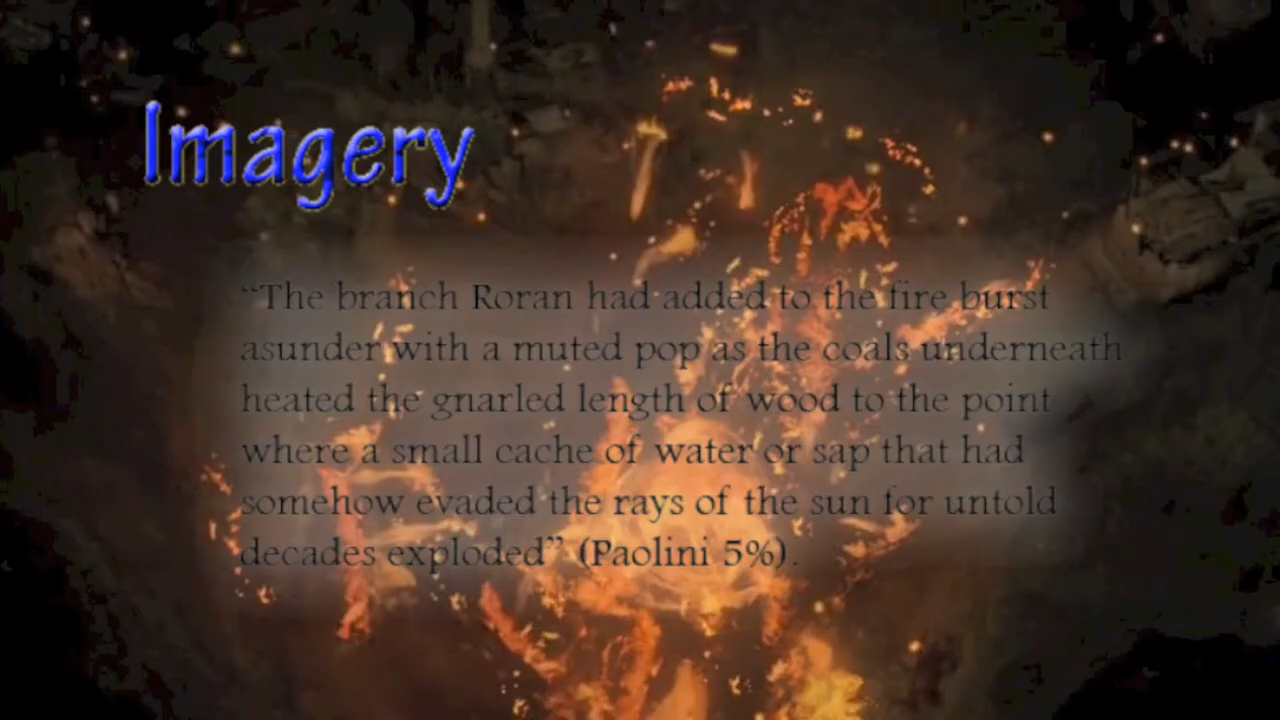 Imagery
“The branch Roran had added to the fire burst
asunder with a muted pop as the coals underneath
heated the gnarled length of wood to the point
where a small cache of water or sap that had
somehow evaded the rays of the sun for untold
decades exploded” (Paolini 5%).